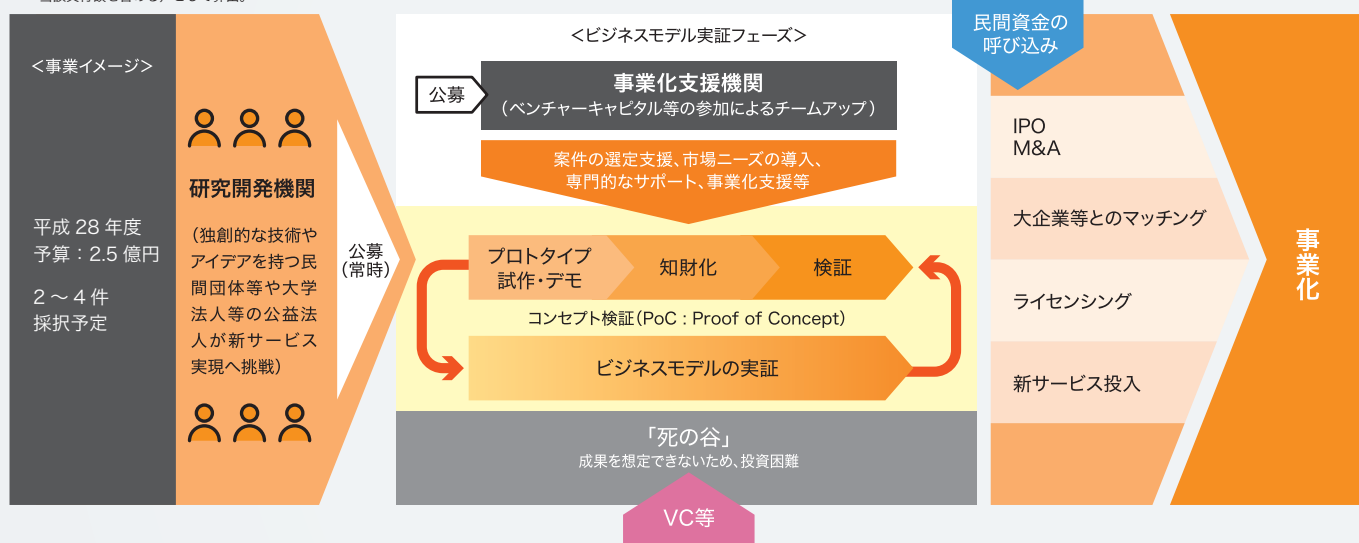 <事業イメージ>
平成 28 年度
予算：2.5 億円
2 ～ 4 件
採択予定
研究開発機関
（独創的な技術や
アイデアを持つ民
間団体等や大学
法人等の公益法
人が新サービス
実現へ挑戦）
公募
（常時）
<ビジネスモデル実証フェーズ>
公募
事業化支援機関
（ベンチャーキャピタル等の参加によるチームアップ）
案件の選定支援、市場ニーズの導入、
専門的なサポート、事業化支援等
プロトタイプ
試作・デモ
知財化
検証
コンセプト検証（PoC : Proof of Concept）
ビジネスモデルの実証
「死の谷」
成果を想定できないため、投資困難
VC等
民間資金の
呼び込み
IPO
M&A
大企業等とのマッチング
ライセンシング
新サービス投入
事業化